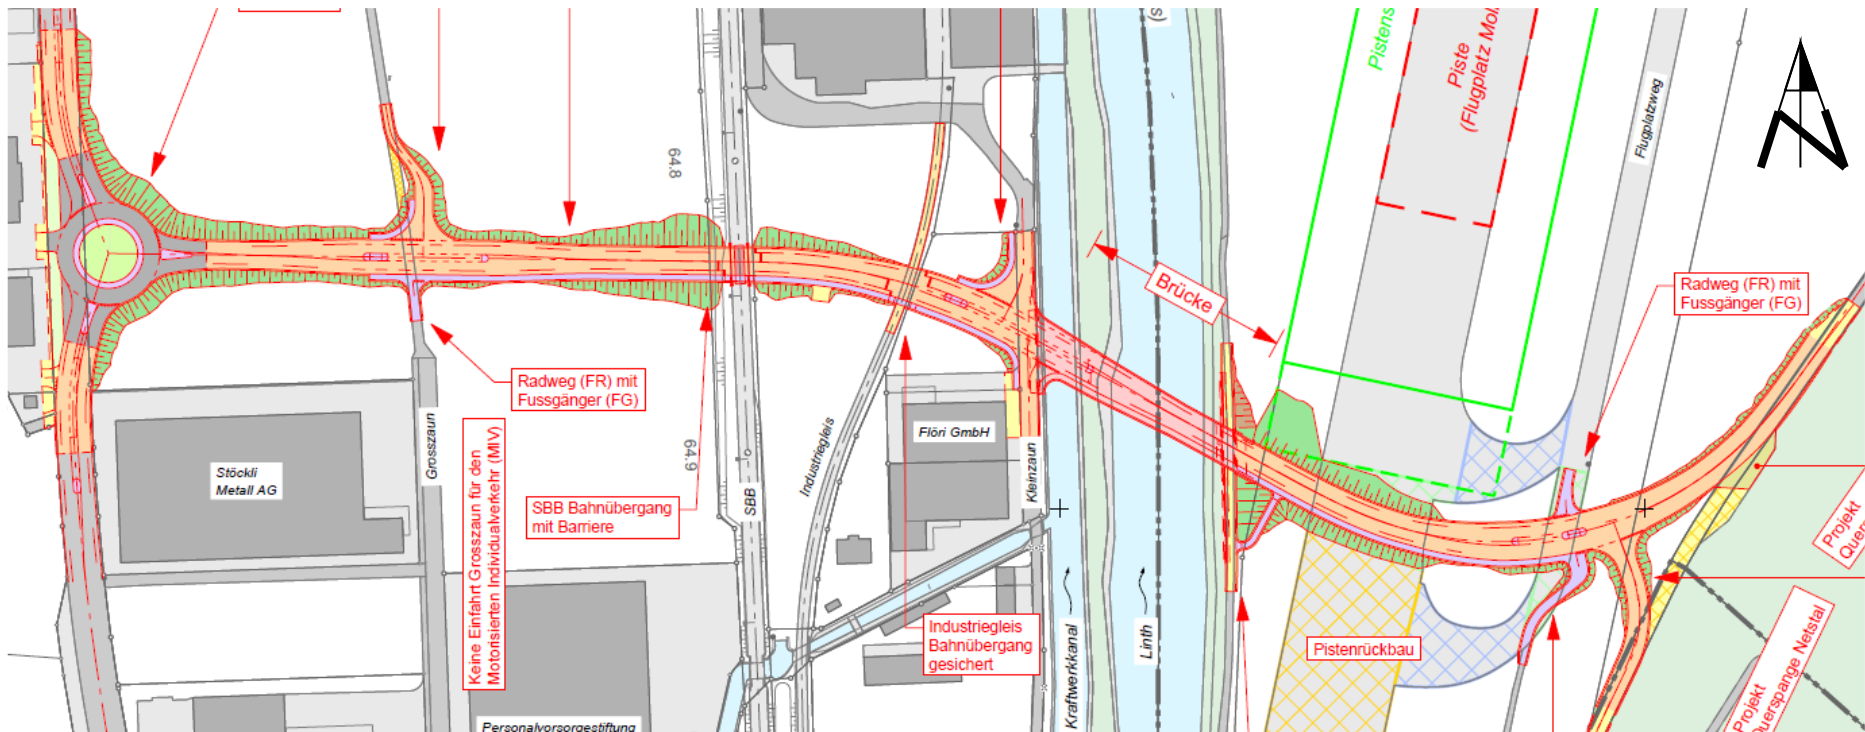 s)
Pistens
Piste
(Flugplatz Mol
Flugplatzweg
N
64.8
Brücke
Radweg (FR) mit
Fussgänger (FG)
Radweg (FR) mit
Fussgänger (FG)
Grosszaun
Keine Einfahrt Grosszaun für den
Motorisierten Individualverkehr (MIV)
64.9
Industriegleis
Flöri GmbH
Kleinzaun
Stöckli
Metall AG
SBB Bahnübergang
mit Barriere
SBB
Projekt
Quers
Industriegleis
Bahnübergang
gesichert
Kraftwerkkanal
Linth
Pistenrückbau
Projekt
Querspange Netstal
Personalvorsorgestiftung